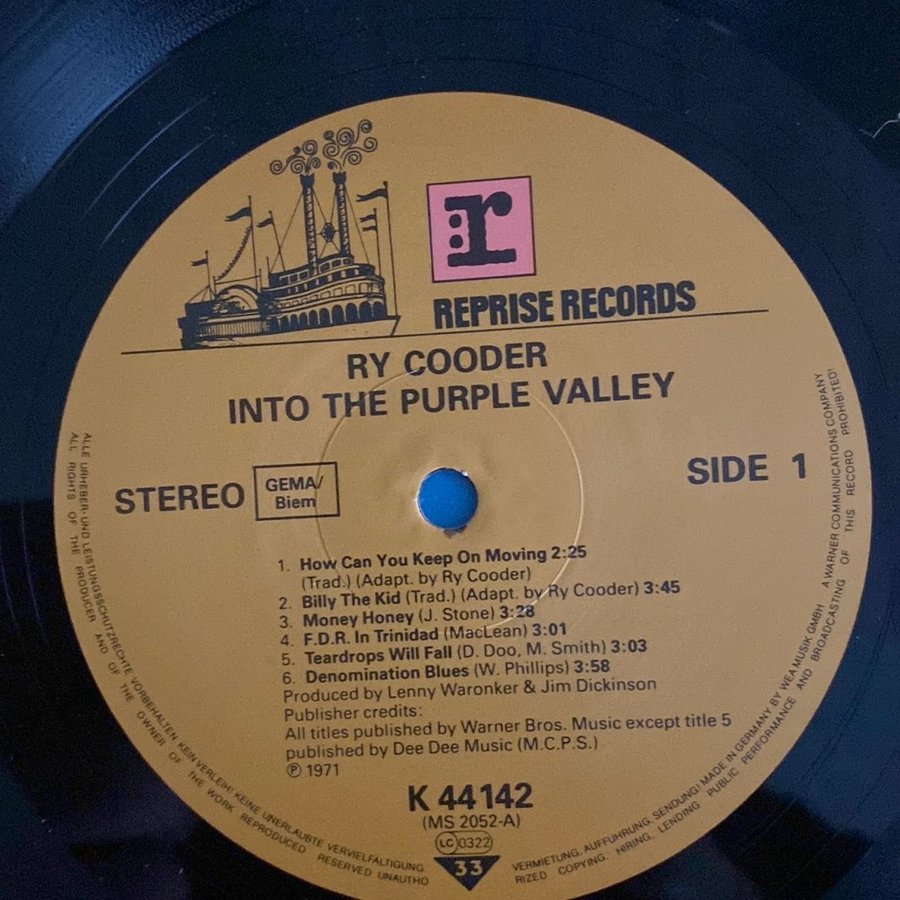 r
REPRISE RECORDS
RY COODER
INTO THE PURPLE VALLEY
STEREO
GEMA/
Biem
SIDE 1
1. How Can You Keep On Moving 2:25
(Trad.) (Adapt. by Ry Cooder)
2. Billy The Kid (Trad.) (Adapt. by Ry Cooder) 3:45
3. Money Honey (J. Stone) 3:28
4. F.D.R. In Trinidad (MacLean) 3:01
5. Teardrops Will Fall (D. Doo, M. Smith) 3:03
6. Denomination Blues (W. Phillips) 3:58
Produced by Lenny Waronker & Jim Dickinson
Publisher credits:
All titles published by Warner Bros. Music except title 5
published by Dee Dee Music (M.C.P.S.)
℗ 1971
K 44 142
(MS 2052-A)
LC 0322
33
ALLE URHEBER- UND LEISTUNGSSCHUTZRECHTE VORBEHALTEN. KEIN VERLEIH! KEINE UNERLAUBTE VERVIELFÄLTIGUNG,
VERMIETUNG, AUFFÜHRUNG, SENDUNG! MADE IN GERMANY BY WEA MUSIK GMBH A WARNER COMMUNICATIONS COMPANY
ALL RIGHTS OF THE PRODUCER AND OF THE OWNER OF THE WORK REPRODUCED RESERVED UNAUTHO
RIZED COPYING, HIRING, LENDING, PUBLIC PERFORMANCE AND BROADCASTING OF THIS RECORD PROHIBITED!